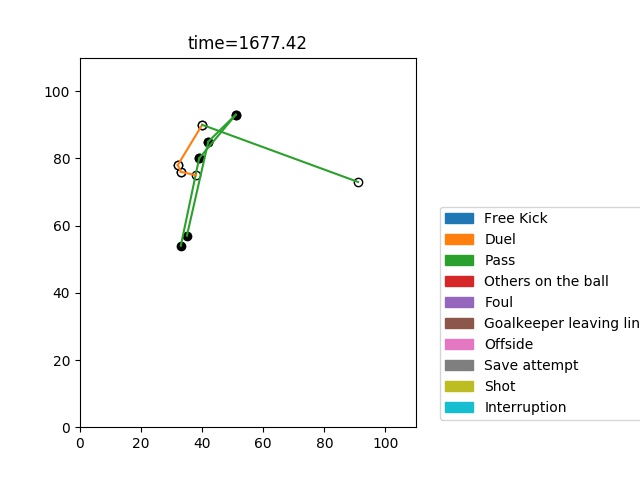 time=1677.42
100
80
60
40
20
0
0 20 40 60 80 100
Free Kick
Duel
Pass
Others on the ball
Foul
Goalkeeper leaving lin
Offside
Save attempt
Shot
Interruption